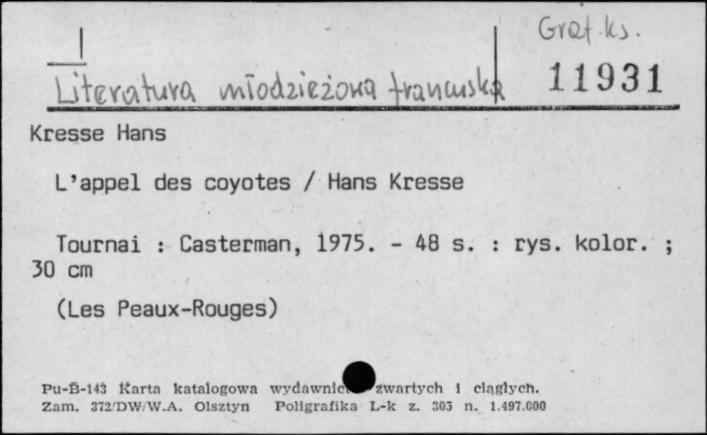 Graf. ks.
Literatura młodzieżowa francuska 11931
Kresse Hans
L'appel des coyotes / Hans Kresse
Tournai : Casterman, 1975. - 48 s. : rys. kolor. ;
30 cm
(Les Peaux-Rouges)
Pu-B-143 Karta katalogowa zwartych i ciągłych.
Zam. 372/DW/W.A. Olsztyn Poligrafika L-k z. 305 n. 1.497.000